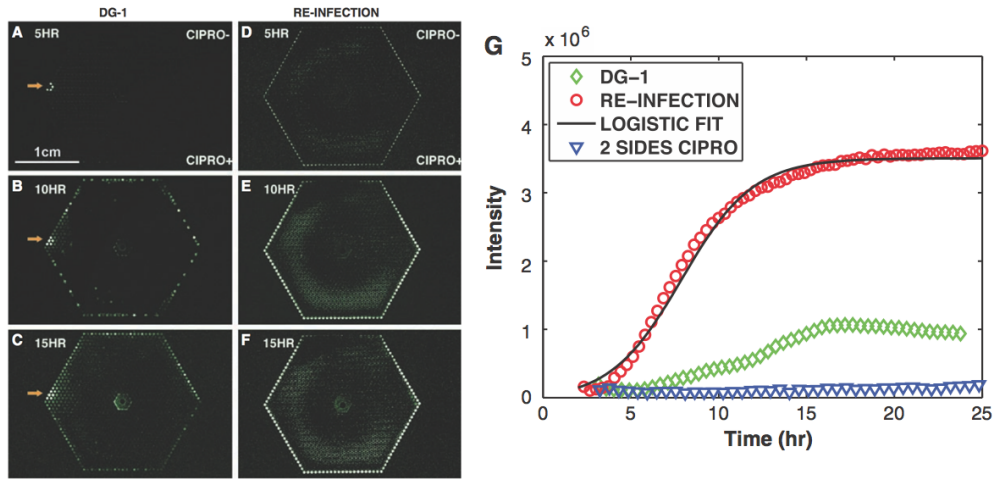 DG-1
RE-INFECTION
A
5HR
CIPRO-
1cm
CIPRO+
B
10HR
C
15HR
D
5HR
CIPRO-
CIPRO+
E
10HR
F
15HR
G
x 10⁶
5
4
3
2
1
0
Intensity
DG–1
RE–INFECTION
LOGISTIC FIT
2 SIDES CIPRO
0 5 10 15 20 25
Time (hr)